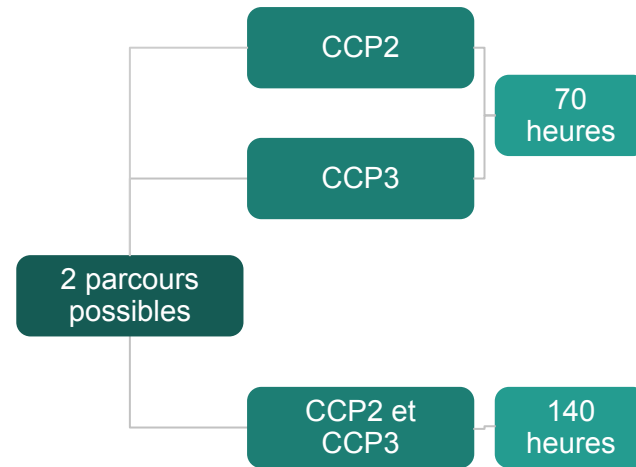 CCP2
70
heures
CCP3
2 parcours
possibles
CCP2 et
CCP3
140
heures